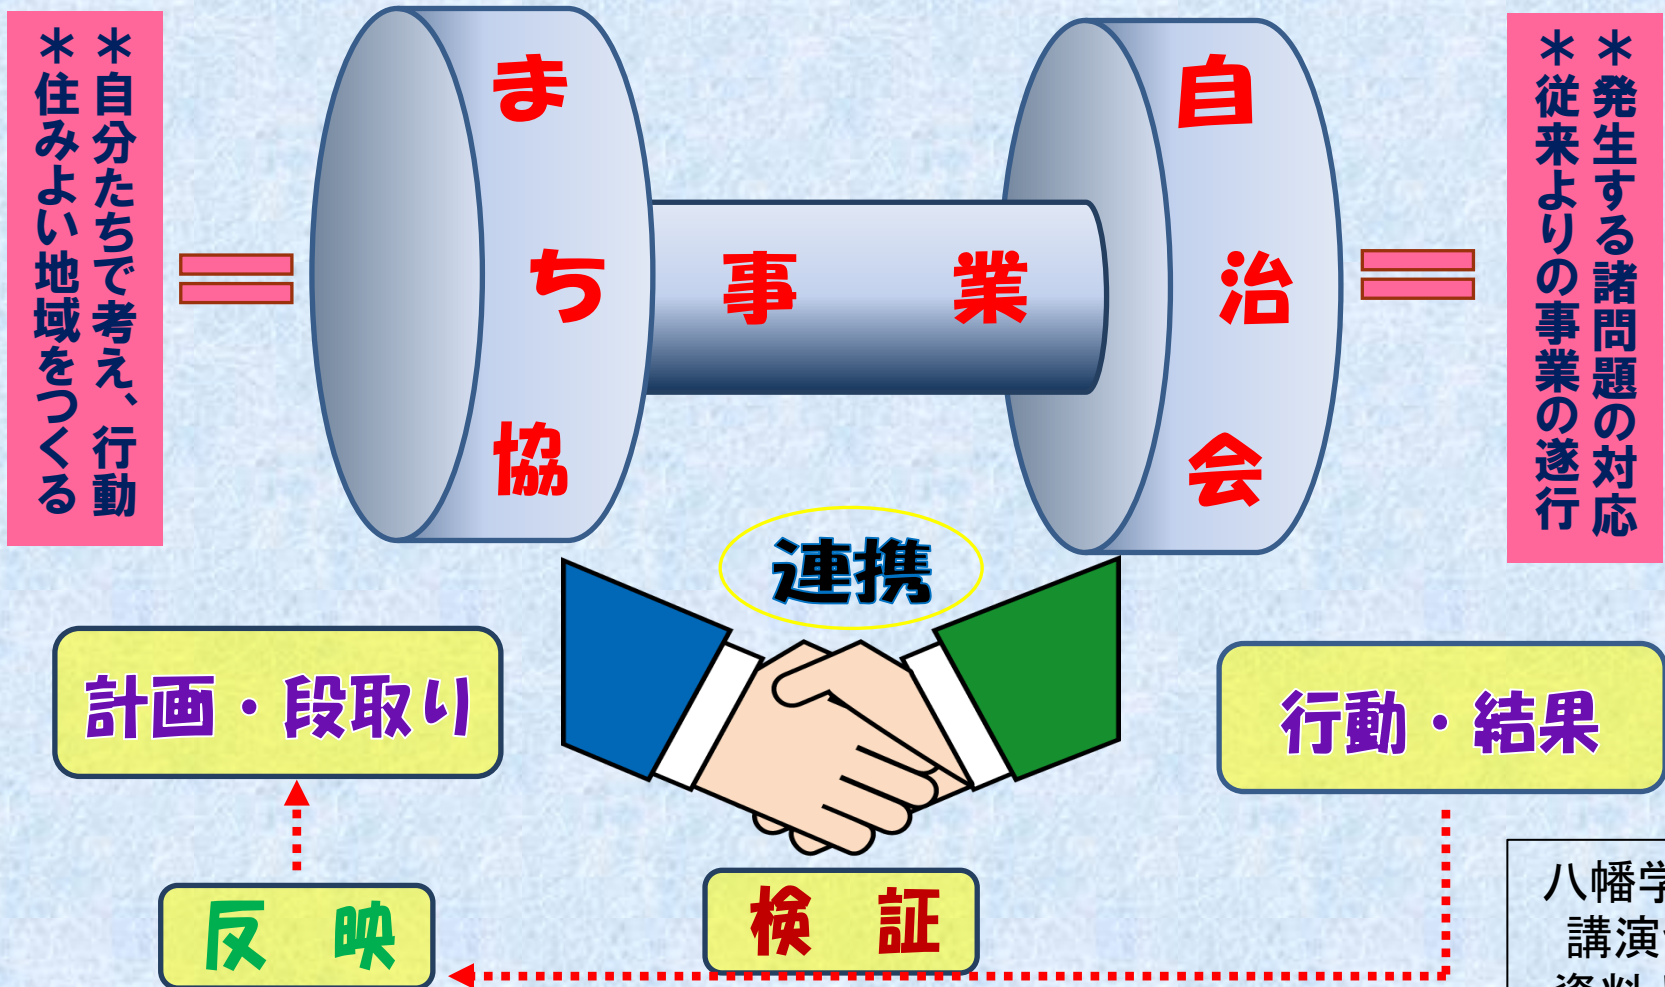 ＊自分たちで考え、行動
＊住みよい地域をつくる
まち協
事業
自治会
＊発生する諸問題の対応
＊従来よりの事業の遂行
連携
計画・段取り
行動・結果
反映
検証
八幡学
講演
資料